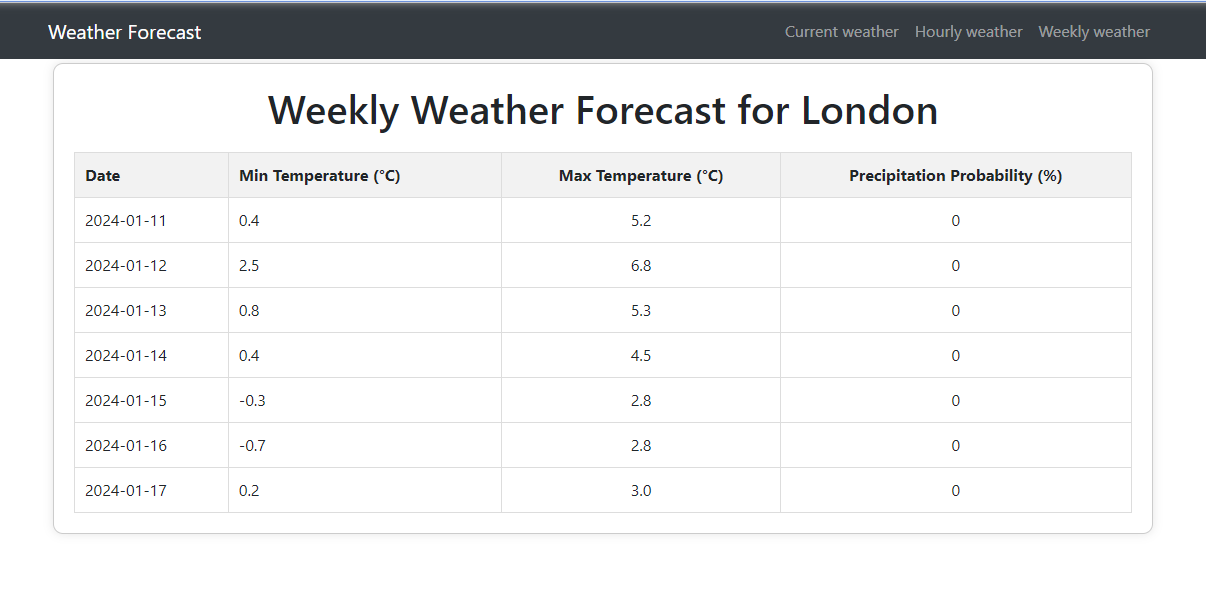 Weather Forecast Current weather Hourly weather Weekly weather
Weekly Weather Forecast for London
Date Min Temperature (°C) Max Temperature (°C) Precipitation Probability (%)
2024-01-11 0.4 5.2 0
2024-01-12 2.5 6.8 0
2024-01-13 0.8 5.3 0
2024-01-14 0.4 4.5 0
2024-01-15 -0.3 2.8 0
2024-01-16 -0.7 2.8 0
2024-01-17 0.2 3.0 0